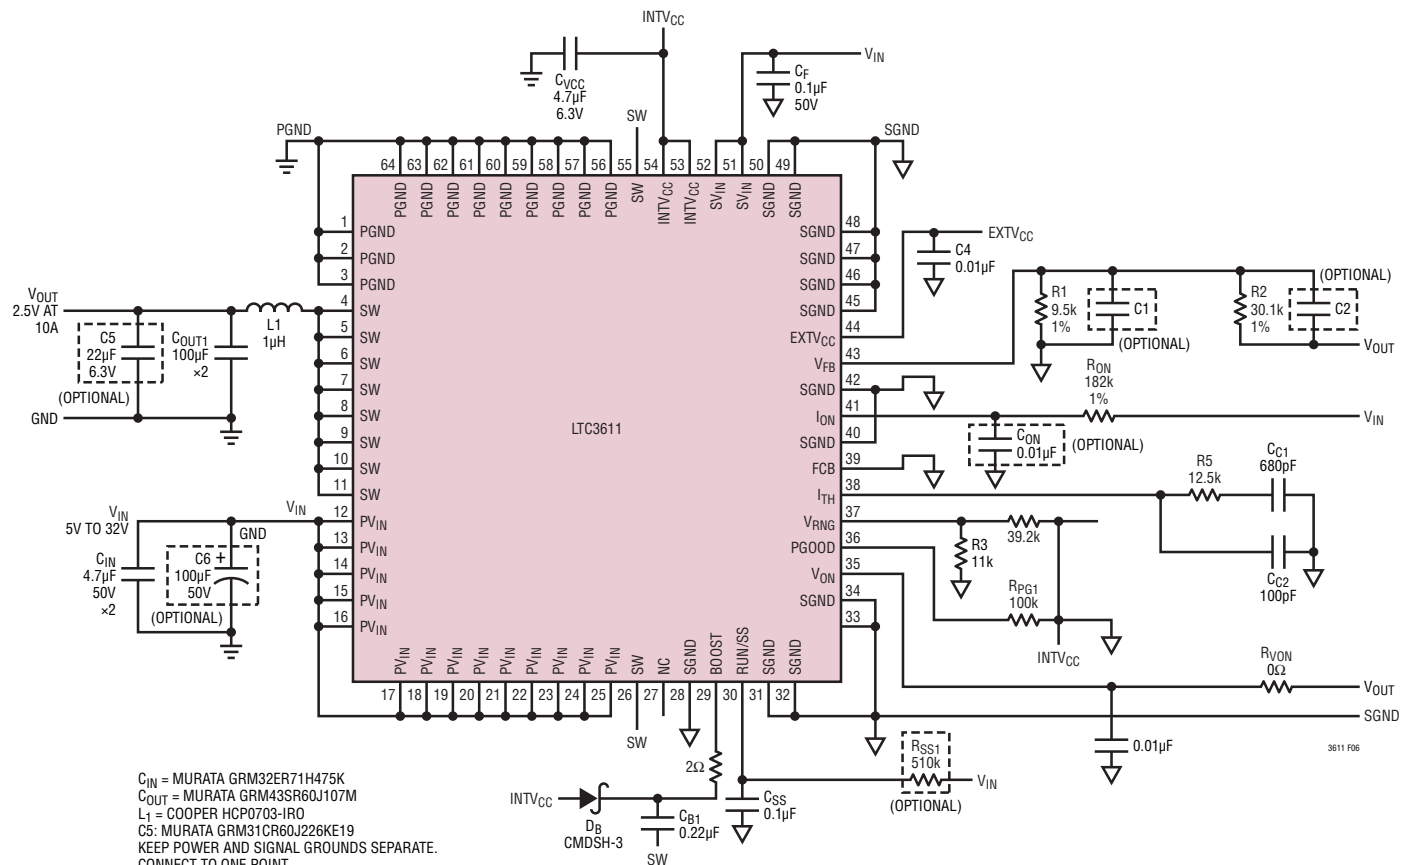 INTVCC
CVCC
4.7µF
6.3V
VIN
CF
0.1µF
50V
SW
PGND
SGND
64 63 62 61 60 59 58 57 56 55 54 53 52 51 50 49
PGND PGND PGND PGND PGND PGND PGND PGND PGND SW INTVCC INTVCC SVIN SVIN SGND SGND
1 PGND
2 PGND
3 PGND
4 SW
5 SW
6 SW
7 SW
8 SW
9 SW
10 SW
11 SW
12 PVIN
13 PVIN
14 PVIN
15 PVIN
16 PVIN
LTC3611
SGND 48
SGND 47
SGND 46
SGND 45
EXTVCC 44
VFB 43
SGND 42
ION 41
SGND 40
FCB 39
ITH 38
VRNG 37
PGOOD 36
VON 35
SGND 34
33
PVIN PVIN PVIN PVIN PVIN PVIN PVIN PVIN PVIN SW NC SGND BOOST RUN/SS SGND SGND
17 18 19 20 21 22 23 24 25 26 27 28 29 30 31 32
VOUT
2.5V AT
10A
C5
22µF
6.3V
(OPTIONAL)
COUT1
100µF
×2
L1
1µH
GND
VIN
5V TO 32V
VIN
GND
CIN
4.7µF
50V
×2
C6
+
100µF
50V
(OPTIONAL)
EXTVCC
C4
0.01µF
R1
9.5k
1%
C1
(OPTIONAL)
R2
30.1k
1%
(OPTIONAL)
C2
VOUT
RON
182k
1%
VIN
CON
0.01µF
(OPTIONAL)
R5
12.5k
CC1
680pF
CC2
100pF
R3
11k
39.2k
RPG1
100k
INTVCC
RVON
0Ω
VOUT
SGND
0.01µF
3611 F06
SW
2Ω
INTVCC
DB
CMDSH-3
CB1
0.22µF
SW
CSS
0.1µF
RSS1
510k
(OPTIONAL)
VIN
CIN = MURATA GRM32ER71H475K
COUT = MURATA GRM43SR60J107M
L1 = COOPER HCP0703-IRO
C5: MURATA GRM31CR60J226KE19
KEEP POWER AND SIGNAL GROUNDS SEPARATE.
CONNECT TO ONE POINT